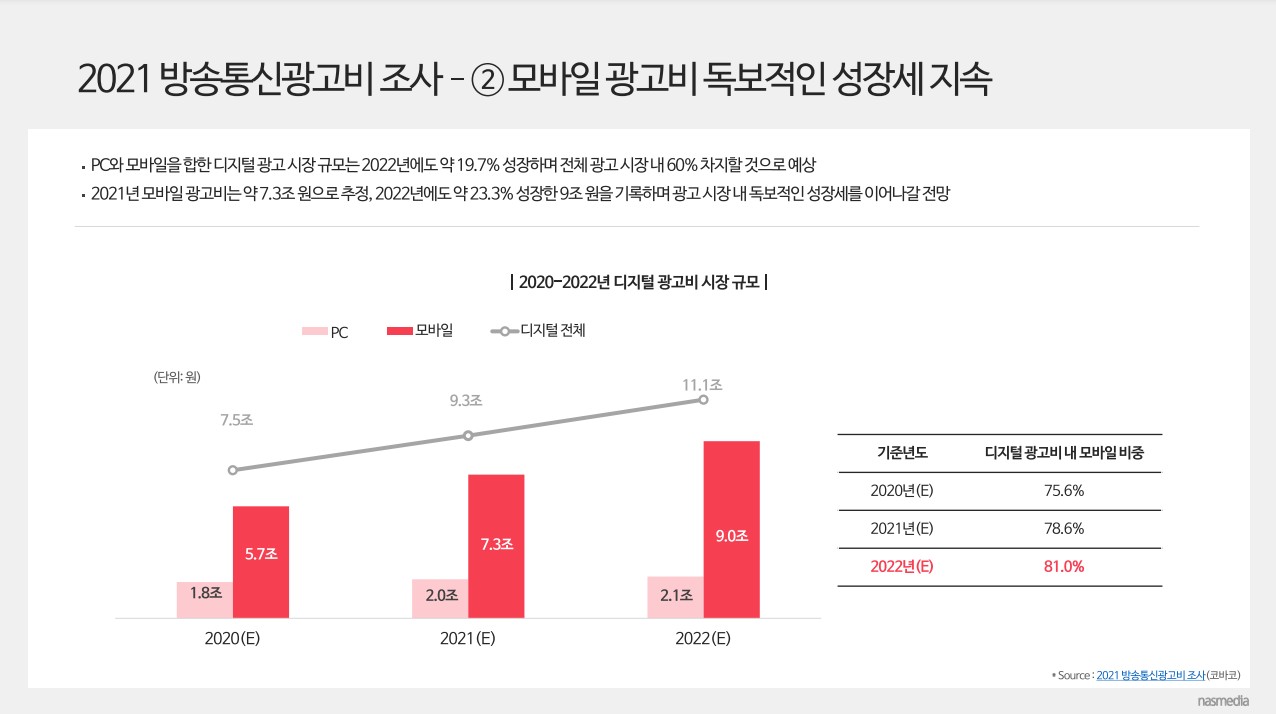 2021 방송통신광고비 조사 – ② 모바일 광고비 독보적인 성장세 지속
• PC와 모바일을 합한 디지털 광고 시장 규모는 2022년에도 약 19.7% 성장하며 전체 광고 시장 내 60% 차지할 것으로 예상
• 2021년 모바일 광고비는 약 7.3조 원으로 추정, 2022년에도 약 23.3% 성장한 9조 원을 기록하며 광고 시장 내 독보적인 성장세를 이어나갈 전망
| 2020-2022년 디지털 광고비 시장 규모 |
PC 모바일 디지털 전체
(단위: 원)
7.5조 9.3조 11.1조
1.8조 5.7조 2.0조 7.3조 2.1조 9.0조
2020(E) 2021(E) 2022(E)
기준년도 디지털 광고비 내 모바일 비중
2020년(E) 75.6%
2021년(E) 78.6%
2022년(E) 81.0%
* Source : 2021 방송통신광고비 조사(코바코)
nasmedia